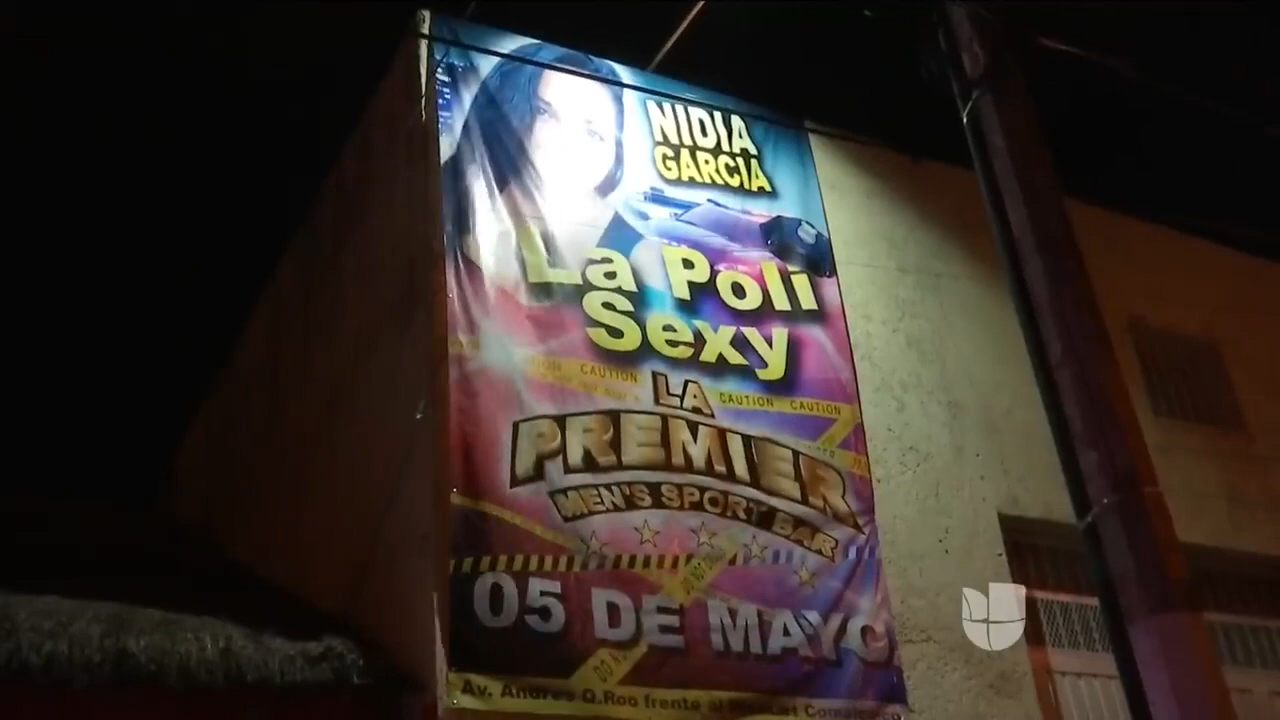 NIDIA
GARCIA
La Poli
Sexy
CAUTION
CAUTION CAUTION
LA
PREMIER
MEN'S SPORT BAR
05 DE MAYO
Av. Andres Q.Roo frente al